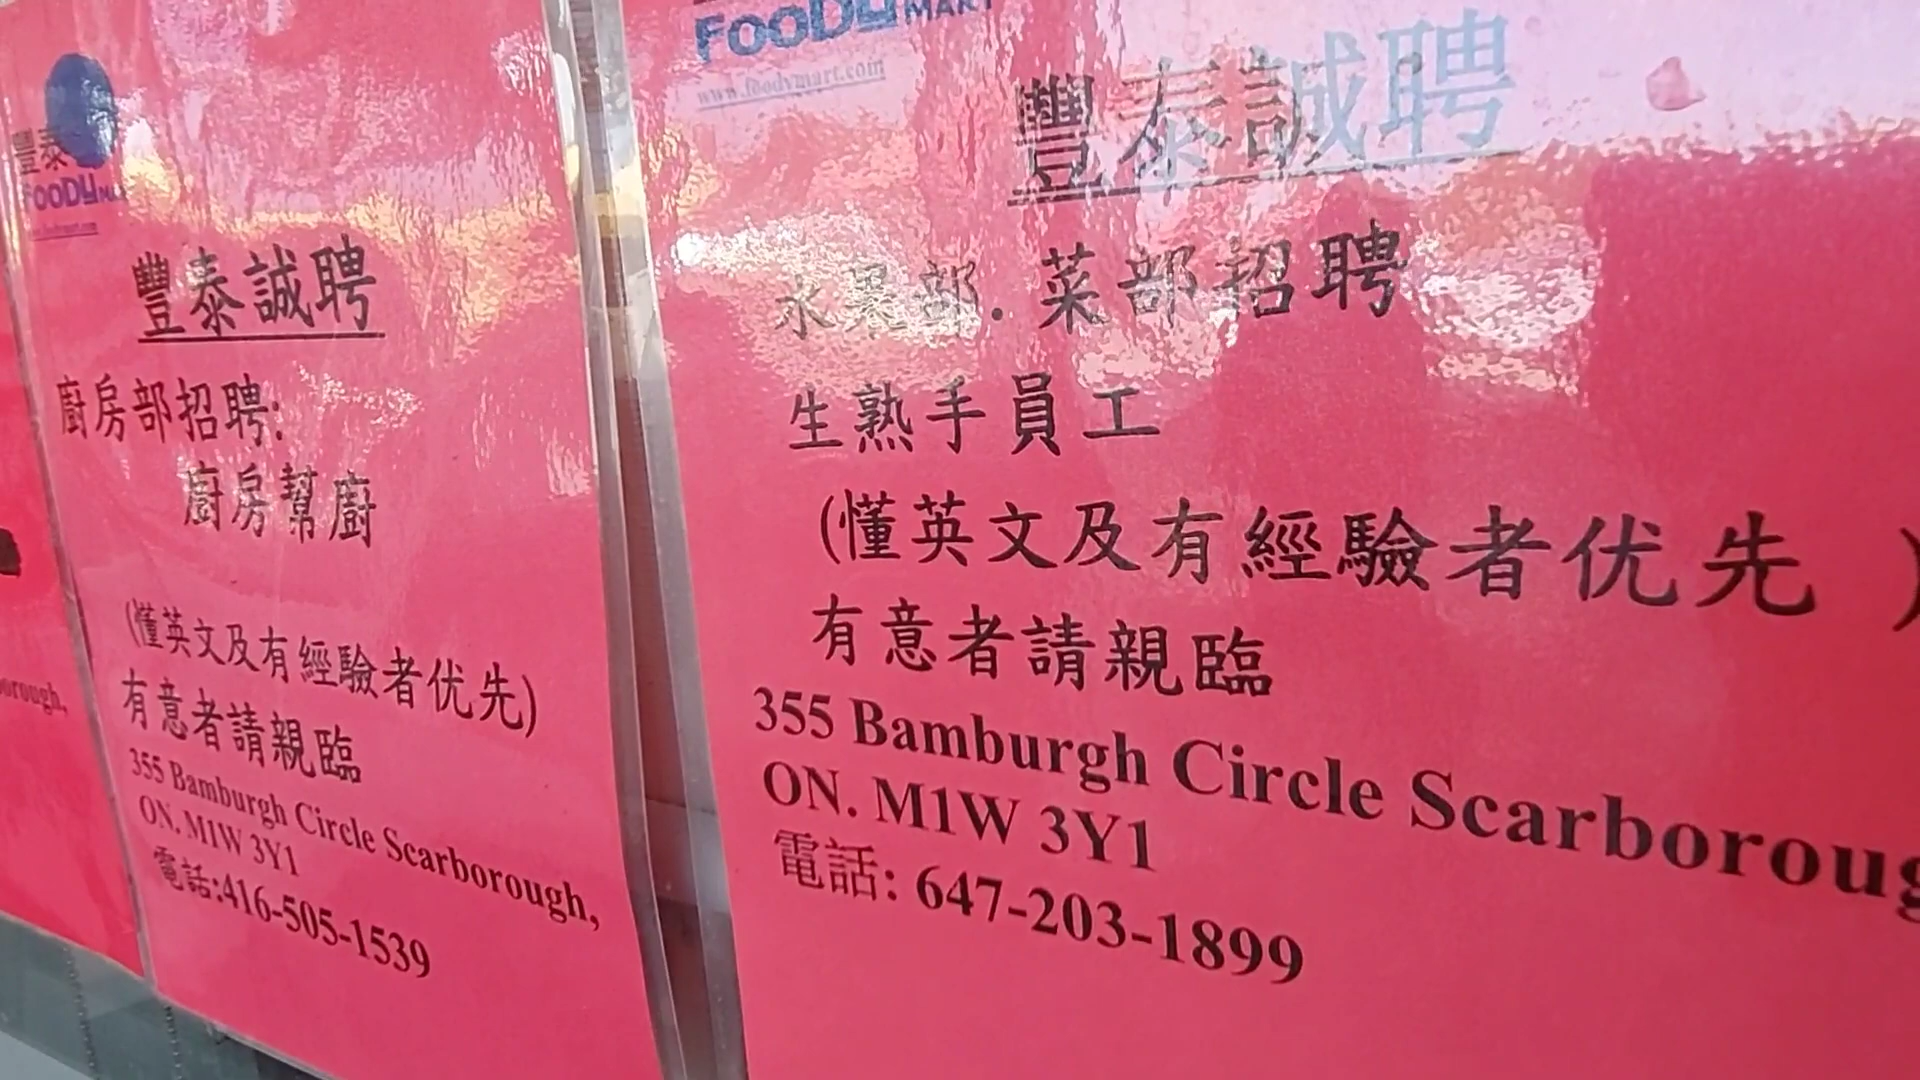 豐泰
FOODY
豐泰誠聘
廚房部招聘:
廚房幫廚
(懂英文及有經驗者优先)
有意者請親臨
355 Bamburgh Circle Scarborough,
ON. M1W 3Y1
電話:416-505-1539
FOODY MART
www.foodymart.com
豐泰誠聘
水果部. 菜部招聘
生熟手員工
(懂英文及有經驗者优先 )
有意者請親臨
355 Bamburgh Circle Scarboroug
ON. M1W 3Y1
電話: 647-203-1899
orough,